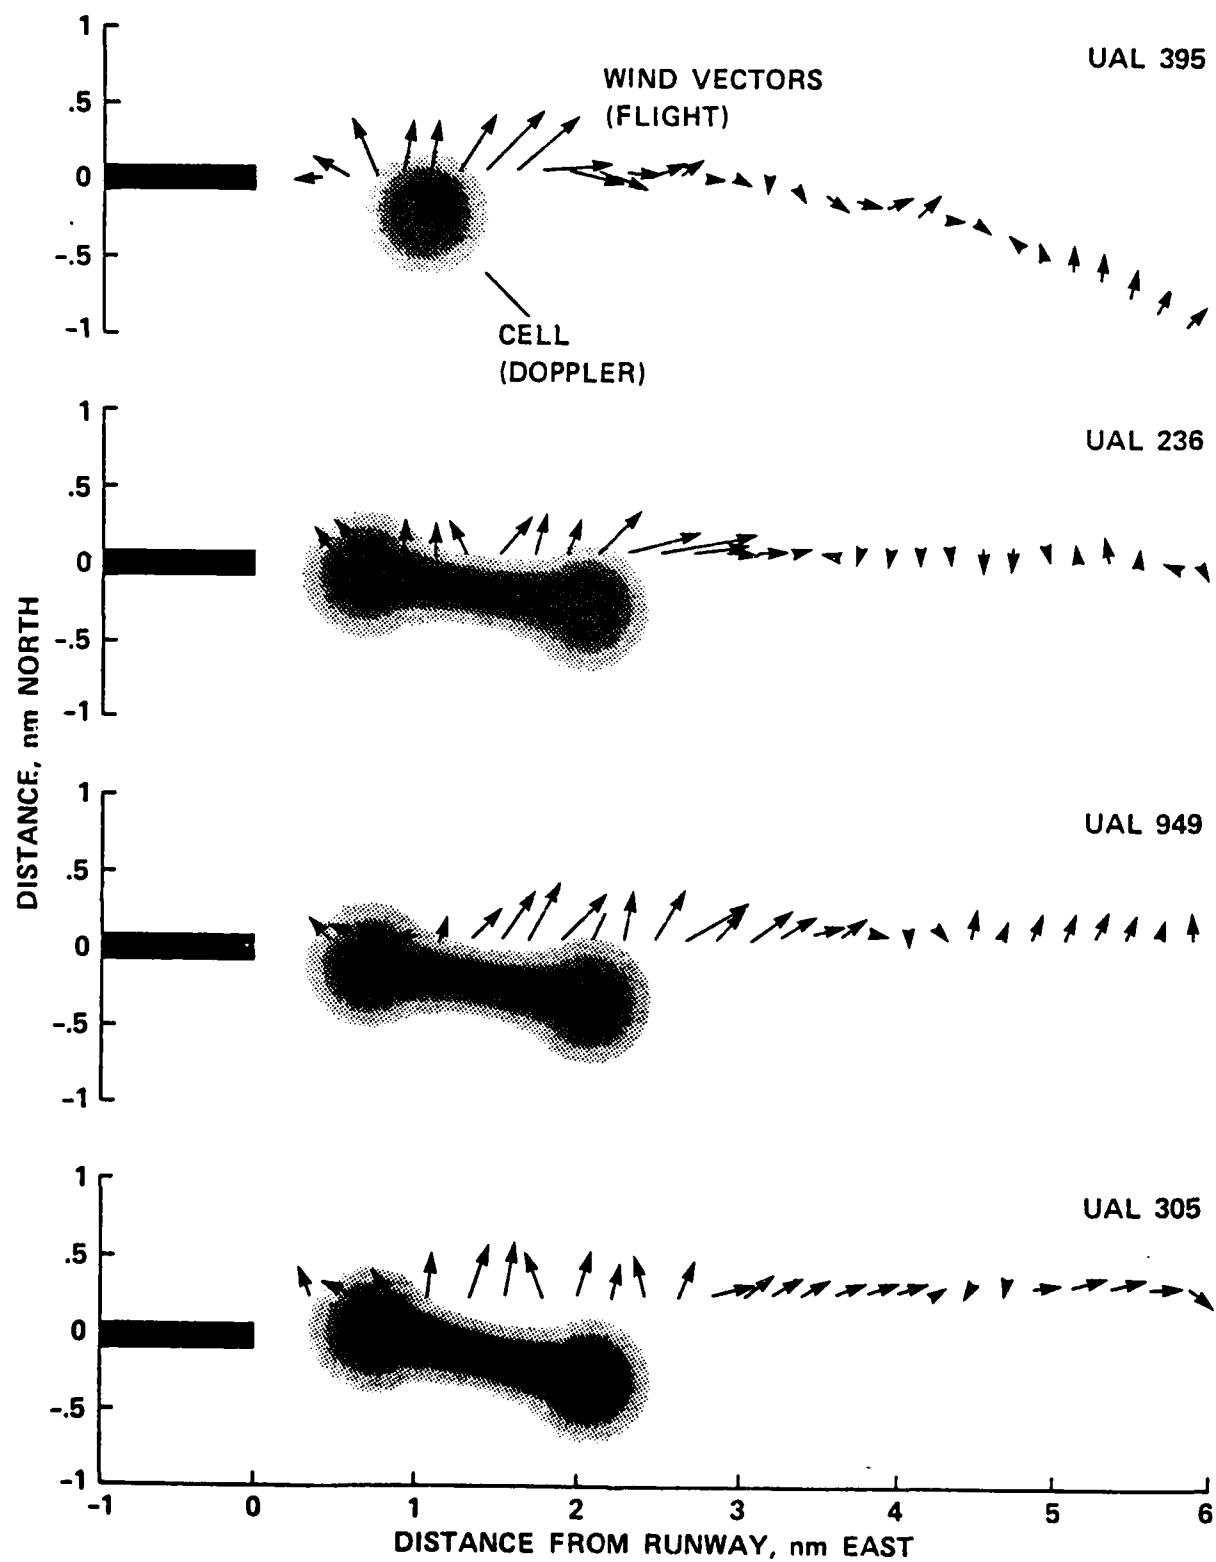 1
.5
0
-.5
-1
UAL 395
WIND VECTORS
(FLIGHT)
CELL
(DOPPLER)
1
.5
0
-.5
-1
UAL 236
DISTANCE, nm NORTH
1
.5
0
-.5
-1
UAL 949
1
.5
0
-.5
-1
UAL 305
-1 0 1 2 3 4 5 6
DISTANCE FROM RUNWAY, nm EAST